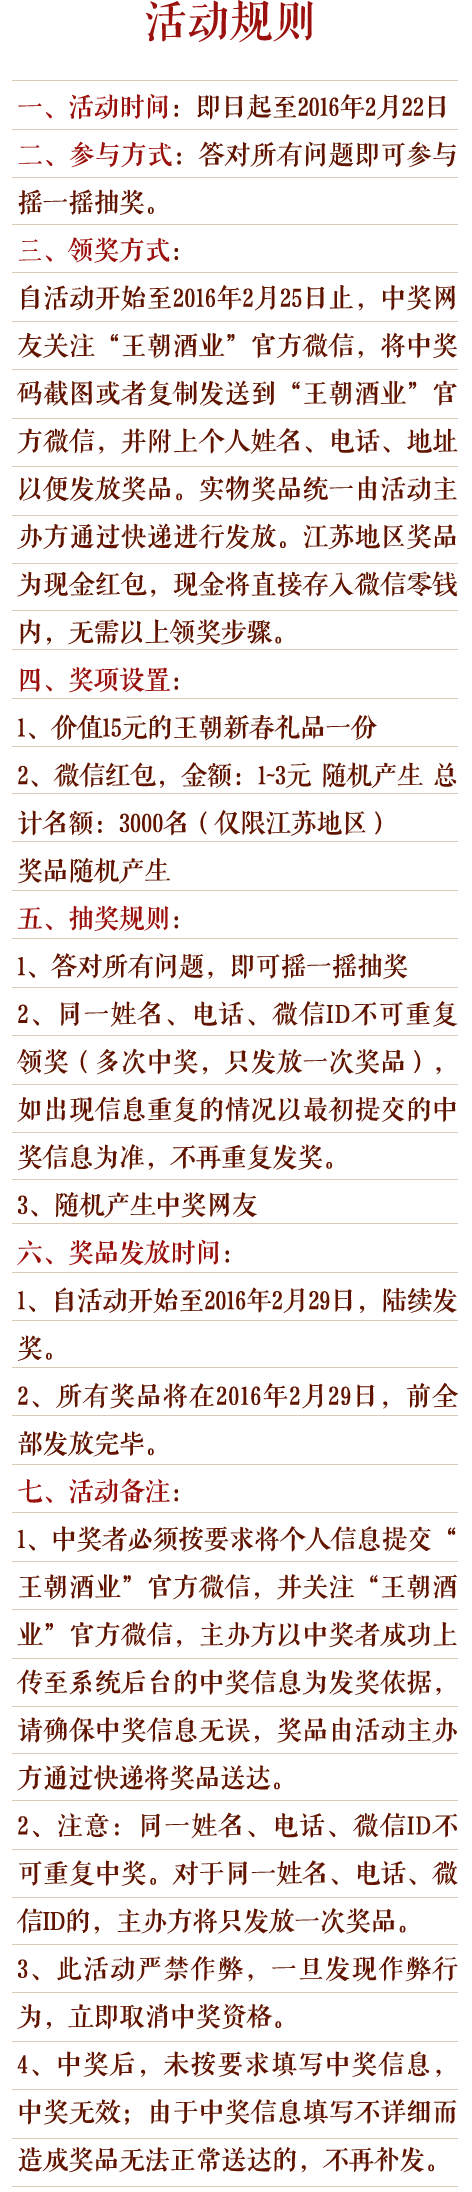 活动规则
一、活动时间：即日起至2016年2月22日
二、参与方式：答对所有问题即可参与
摇一摇抽奖。
三、领奖方式：
自活动开始至2016年2月25日止，中奖网
友关注“王朝酒业”官方微信，将中奖
码截图或者复制发送到“王朝酒业”官
方微信，并附上个人姓名、电话、地址
以便发放奖品。实物奖品统一由活动主
办方通过快递进行发放。江苏地区奖品
为现金红包，现金将直接存入微信零钱
内，无需以上领奖步骤。
四、奖项设置：
1、价值15元的王朝新春礼品一份
2、微信红包，金额：1~3元 随机产生 总
计名额：3000名（仅限江苏地区）
奖品随机产生
五、抽奖规则：
1、答对所有问题，即可摇一摇抽奖
2、同一姓名、电话、微信ID不可重复
领奖（多次中奖，只发放一次奖品），
如出现信息重复的情况以最初提交的中
奖信息为准，不再重复发奖。
3、随机产生中奖网友
六、奖品发放时间：
1、自活动开始至2016年2月29日，陆续发
奖。
2、所有奖品将在2016年2月29日，前全
部发放完毕。
七、活动备注：
1、中奖者必须按要求将个人信息提交“
王朝酒业”官方微信，并关注“王朝酒
业”官方微信，主办方以中奖者成功上
传至系统后台的中奖信息为发奖依据，
请确保中奖信息无误，奖品由活动主办
方通过快递将奖品送达。
2、注意：同一姓名、电话、微信ID不
可重复中奖。对于同一姓名、电话、微
信ID的，主办方将只发放一次奖品。
3、此活动严禁作弊，一旦发现作弊行
为，立即取消中奖资格。
4、中奖后，未按要求填写中奖信息，
中奖无效；由于中奖信息填写不详细而
造成奖品无法正常送达的，不再补发。